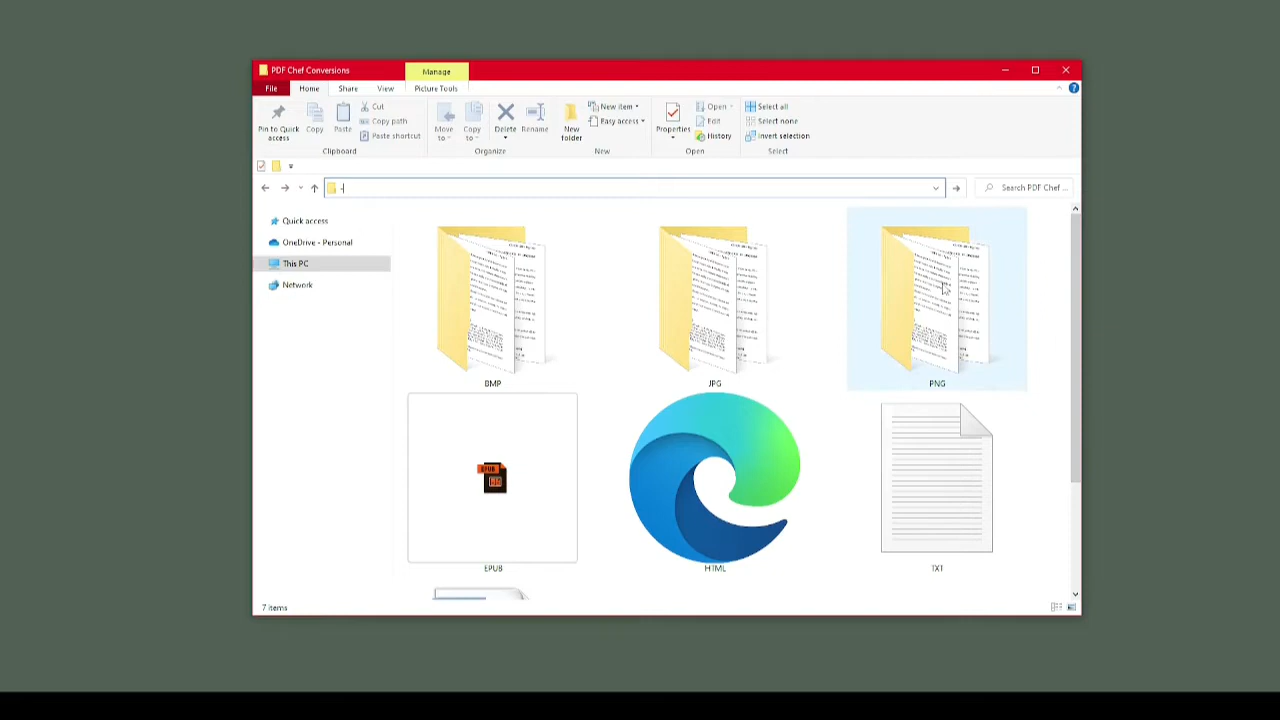 PDF Chef Conversions
Manage
File
Home
Share
View
Picture Tools
Pin to Quick access
Copy
Paste
Cut
Copy path
Paste shortcut
Clipboard
Move to
Copy to
Delete
Rename
Organize
New folder
New item
Easy access
New
Properties
Open
Edit
History
Open
Select all
Select none
Invert selection
Select
-
Search PDF Chef ...
Quick access
OneDrive - Personal
This PC
Network
BMP
JPG
PNG
EPUB
EPUB
HTML
TXT
7 items